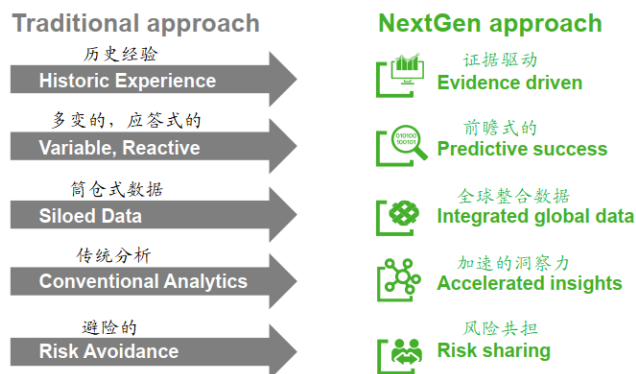 Traditional approach
NextGen approach
历史经验
Historic Experience
证据驱动
Evidence driven
多变的，应答式的
Variable, Reactive
010100
100101
前瞻式的
Predictive success
筒仓式数据
Siloed Data
全球整合数据
Integrated global data
传统分析
Conventional Analytics
加速的洞察力
Accelerated insights
避险的
Risk Avoidance
风险共担
Risk sharing